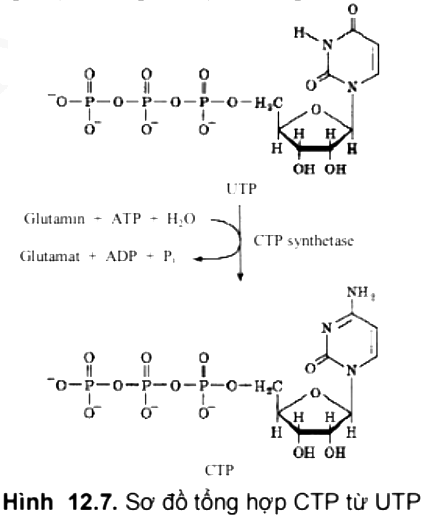 O
H N
O N
O O O
⁻O–P–O–P–O–P–O–H₂C O
O⁻ O⁻ O⁻
H H H H
OH OH
UTP
Glutamin + ATP + H₂O
CTP synthetase
Glutamat + ADP + Pᵢ
NH₂
N
O N
O O O
⁻O–P–O–P–O–P–O–H₂C O
O⁻ O⁻ O⁻
H H H H
OH OH
CTP
Hình 12.7. Sơ đồ tổng hợp CTP từ UTP